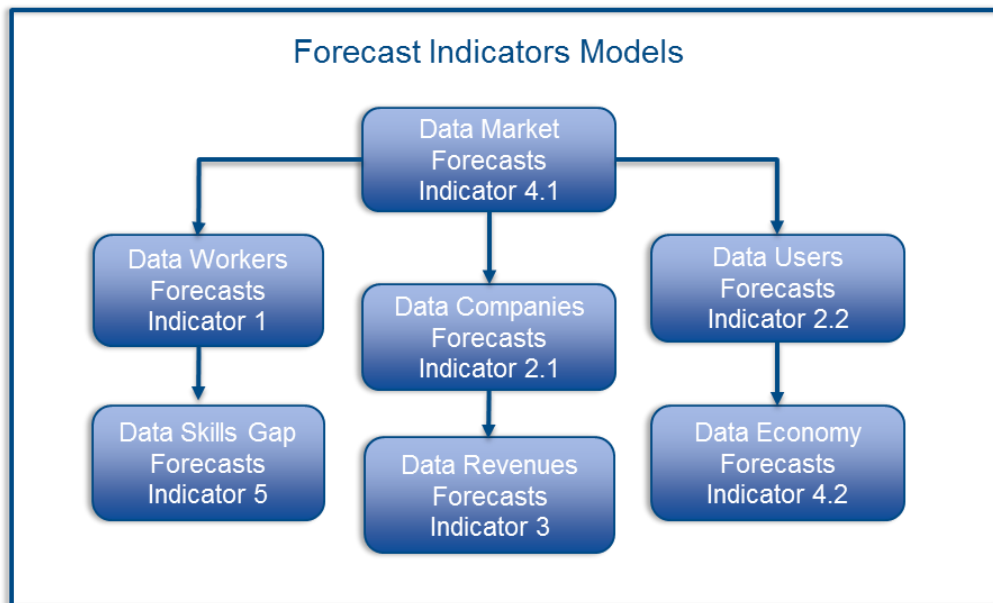 Forecast Indicators Models
Data Market
Forecasts
Indicator 4.1
Data Workers
Forecasts
Indicator 1
Data Companies
Forecasts
Indicator 2.1
Data Users
Forecasts
Indicator 2.2
Data Skills Gap
Forecasts
Indicator 5
Data Revenues
Forecasts
Indicator 3
Data Economy
Forecasts
Indicator 4.2